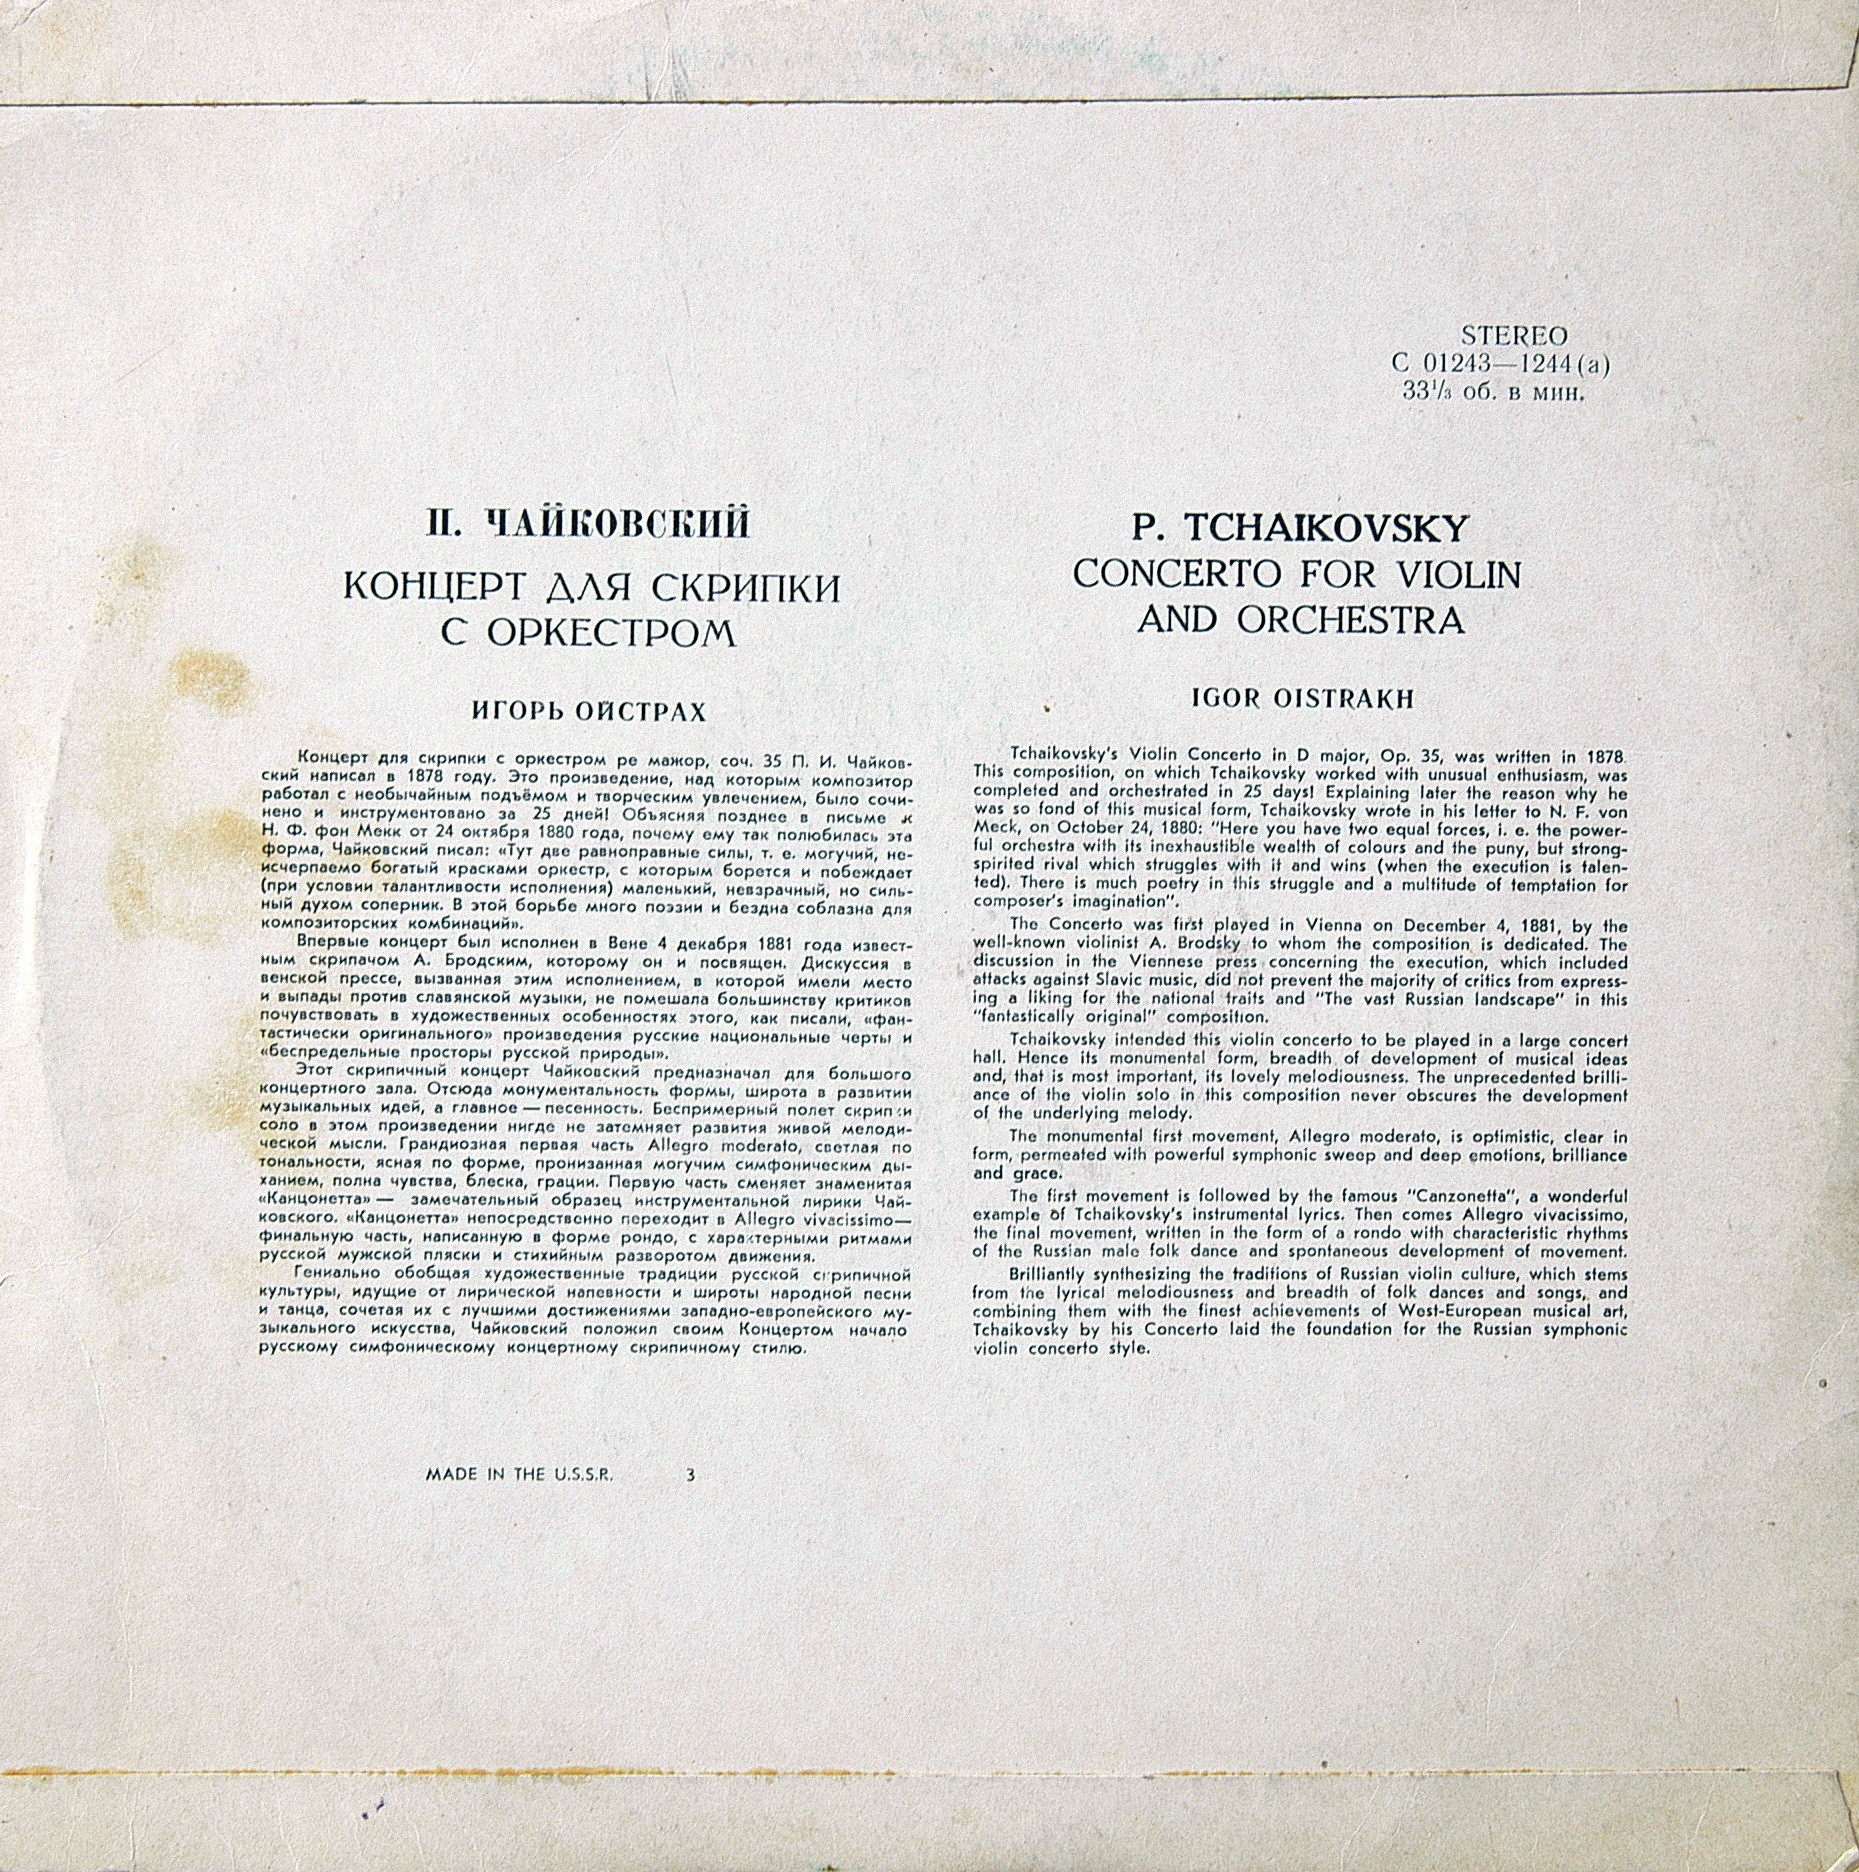 STEREO
С 01243—1244(а)
33⅓ об. в мин.
П. ЧАЙКОВСКИЙ
КОНЦЕРТ ДЛЯ СКРИПКИ
С ОРКЕСТРОМ
ИГОРЬ ОЙСТРАХ
Концерт для скрипки с оркестром ре мажор, соч. 35 П. И. Чайков-
ский написал в 1878 году. Это произведение, над которым композитор
работал с необычайным подъёмом и творческим увлечением, было сочи-
нено и инструментовано за 25 дней! Объясняя позднее в письме к
Н. Ф. фон Мекк от 24 октября 1880 года, почему ему так полюбилась эта
форма, Чайковский писал: «Тут две равноправные силы, т. е. могучий, не-
исчерпаемо богатый красками оркестр, с которым борется и побеждает
(при условии талантливости исполнения) маленький, невзрачный, но силь-
ный духом соперник. В этой борьбе много поэзии и бездна соблазна для
композиторских комбинаций».
Впервые концерт был исполнен в Вене 4 декабря 1881 года извест-
ным скрипачом А. Бродским, которому он и посвящен. Дискуссия в
венской прессе, вызванная этим исполнением, в которой имели место
и выпады против славянской музыки, не помешала большинству критиков
почувствовать в художественных особенностях этого, как писали, «фан-
тастически оригинального» произведения русские национальные черты и
«беспредельные просторы русской природы».
Этот скрипичный концерт Чайковский предназначал для большого
концертного зала. Отсюда монументальность формы, широта в развитии
музыкальных идей, а главное — песенность. Беспримерный полет скрипки
соло в этом произведении нигде не затемняет развития живой мелоди-
ческой мысли. Грандиозная первая часть Allegro moderato, светлая по
тональности, ясная по форме, пронизанная могучим симфоническим ды-
ханием, полна чувства, блеска, грации. Первую часть сменяет знаменитая
«Канцонетта» — замечательный образец инструментальной лирики Чай-
ковского. «Канцонетта» непосредственно переходит в Allegro vivacissimo—
финальную часть, написанную в форме рондо, с характерными ритмами
русской мужской пляски и стихийным разворотом движения.
Гениально обобщая художественные традиции русской скрипичной
культуры, идущие от лирической напевности и широты народной песни
и танца, сочетая их с лучшими достижениями западно-европейского му-
зыкального искусства, Чайковский положил своим Концертом начало
русскому симфоническому концертному скрипичному стилю.
P. TCHAIKOVSKY
CONCERTO FOR VIOLIN
AND ORCHESTRA
IGOR OISTRAKH
Tchaikovsky's Violin Concerto in D major, Op. 35, was written in 1878.
This composition, on which Tchaikovsky worked with unusual enthusiasm, was
completed and orchestrated in 25 days! Explaining later the reason why he
was so fond of this musical form, Tchaikovsky wrote in his letter to N. F. von
Meck, on October 24, 1880: "Here you have two equal forces, i. e. the power-
ful orchestra with its inexhaustible wealth of colours and the puny, but strong-
spirited rival which struggles with it and wins (when the execution is talen-
ted). There is much poetry in this struggle and a multitude of temptation for
composer's imagination".
The Concerto was first played in Vienna on December 4, 1881, by the
well-known violinist A. Brodsky to whom the composition is dedicated. The
discussion in the Viennese press concerning the execution, which included
attacks against Slavic music, did not prevent the majority of critics from express-
ing a liking for the national traits and "The vast Russian landscape" in this
"fantastically original" composition.
Tchaikovsky intended this violin concerto to be played in a large concert
hall. Hence its monumental form, breadth of development of musical ideas
and, that is most important, its lovely melodiousness. The unprecedented brilli-
ance of the violin solo in this composition never obscures the development
of the underlying melody.
The monumental first movement, Allegro moderato, is optimistic, clear in
form, permeated with powerful symphonic sweep and deep emotions, brilliance
and grace.
The first movement is followed by the famous "Canzonetta", a wonderful
example of Tchaikovsky's instrumental lyrics. Then comes Allegro vivacissimo,
the final movement, written in the form of a rondo with characteristic rhythms
of the Russian male folk dance and spontaneous development of movement.
Brilliantly synthesizing the traditions of Russian violin culture, which stems
from the lyrical melodiousness and breadth of folk dances and songs, and
combining them with the finest achievements of West-European musical art,
Tchaikovsky by his Concerto laid the foundation for the Russian symphonic
violin concerto style.
MADE IN THE U.S.S.R. 3